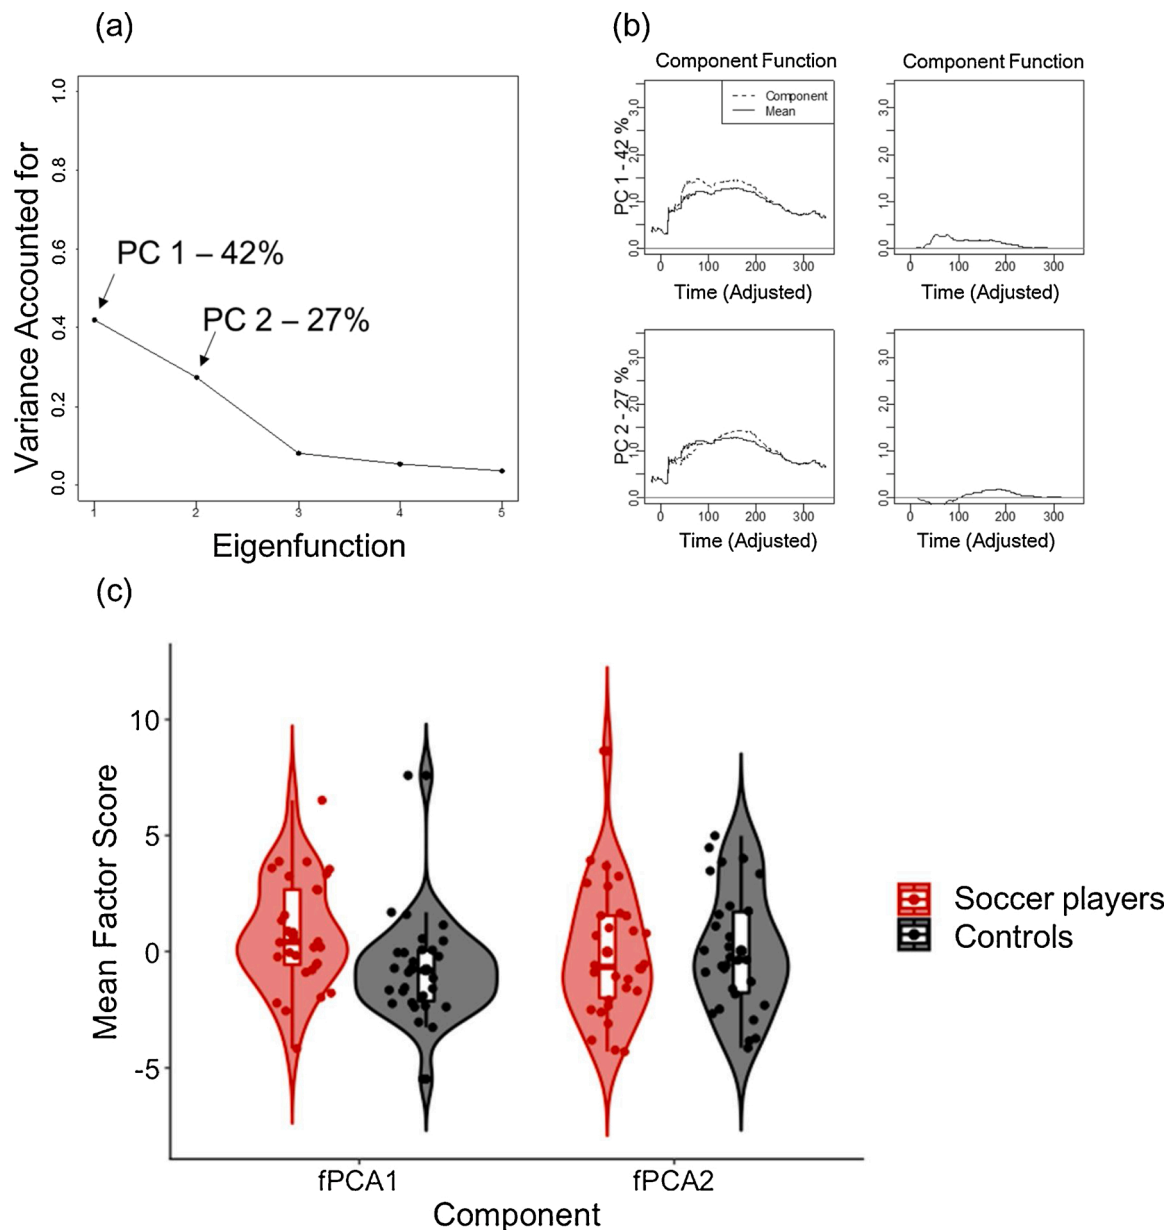 (a)
Variance Accounted for
1.0
0.8
0.6
0.4
0.2
0.0
PC 1 – 42%
PC 2 – 27%
1 2 3 4 5
Eigenfunction
(b)
Component Function
PC 1 - 42 %
3.0
2.0
1.0
0.0
Component
Mean
0 100 200 300
Time (Adjusted)
Component Function
3.0
2.0
1.0
0.0
0 100 200 300
Time (Adjusted)
PC 2 - 27 %
3.0
2.0
1.0
0.0
0 100 200 300
Time (Adjusted)
3.0
2.0
1.0
0.0
0 100 200 300
Time (Adjusted)
(c)
Mean Factor Score
10
5
0
-5
fPCA1 fPCA2
Component
Soccer players
Controls